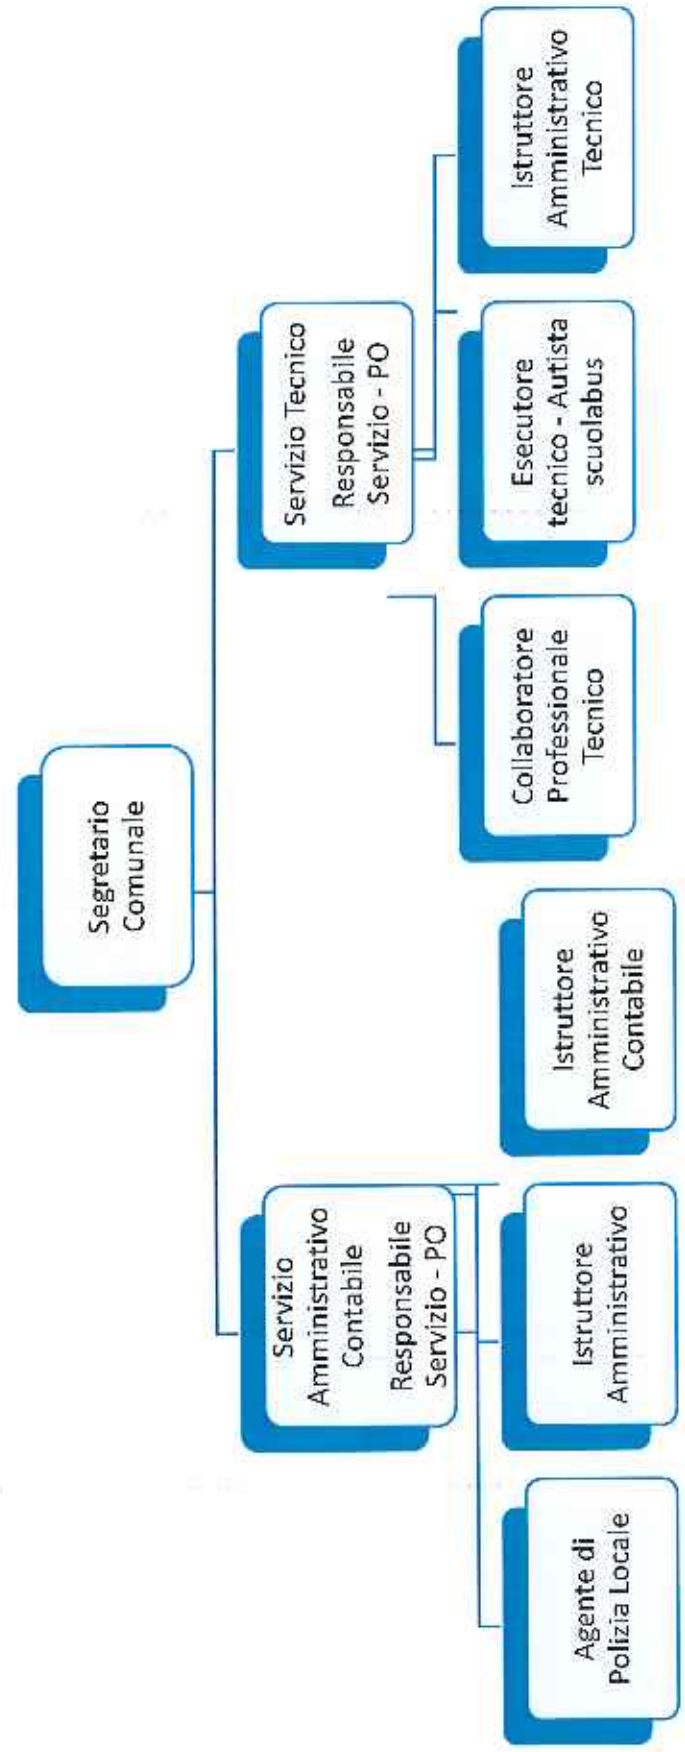 Segretario
Comunale
Servizio
Amministrativo
Contabile
Responsabile
Servizio - PO
Servizio Tecnico
Responsabile
Servizio - PO
Agente di
Polizia Locale
Istruttore
Amministrativo
Istruttore
Amministrativo
Contabile
Collaboratore
Professionale
Tecnico
Esecutore
tecnico - Autista
scuolabus
Istruttore
Amministrativo
Tecnico